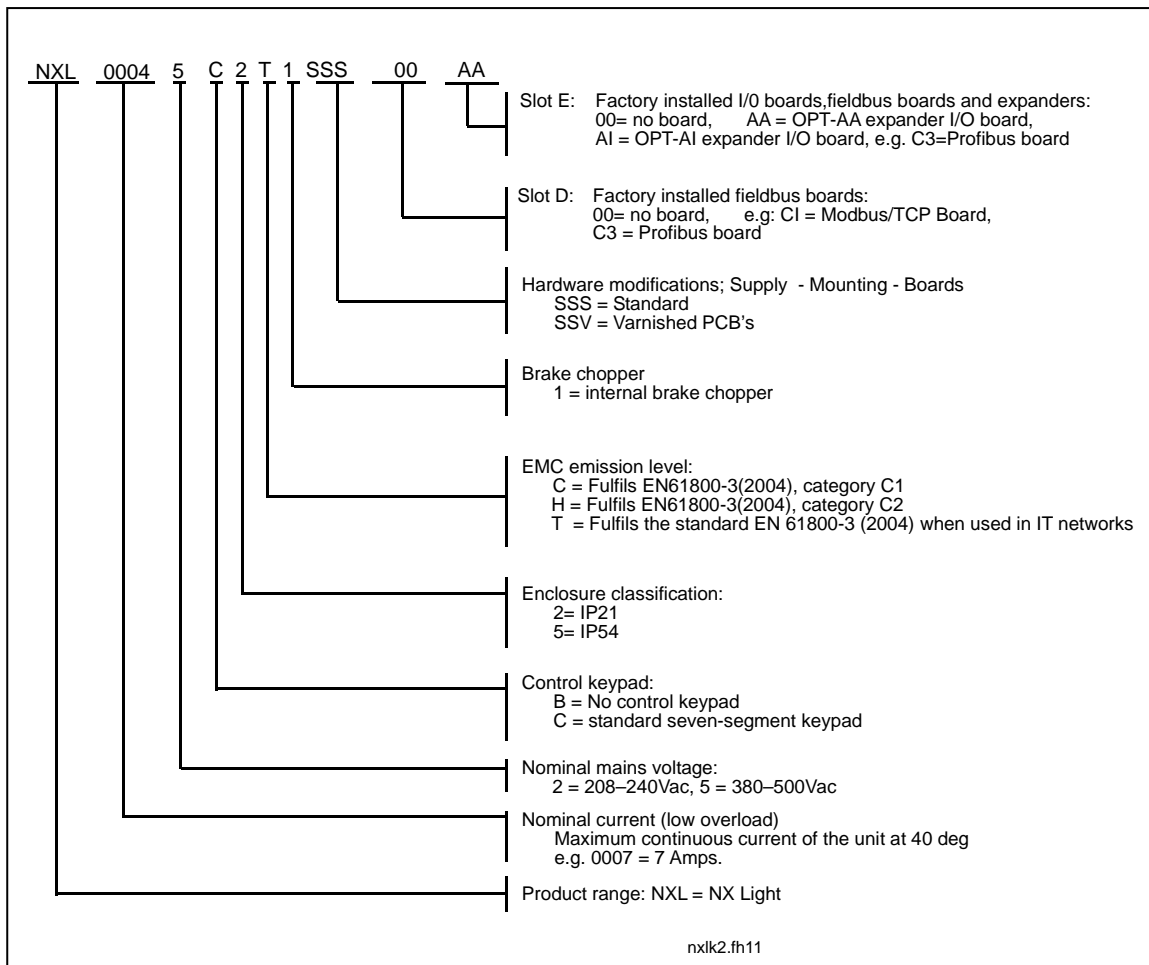 NXL 0004 5 C 2 T 1 SSS 00 AA
Slot E: Factory installed I/0 boards,fieldbus boards and expanders:
00= no board, AA = OPT-AA expander I/O board,
AI = OPT-AI expander I/O board, e.g. C3=Profibus board
Slot D: Factory installed fieldbus boards:
00= no board, e.g: CI = Modbus/TCP Board,
C3 = Profibus board
Hardware modifications; Supply - Mounting - Boards
SSS = Standard
SSV = Varnished PCB's
Brake chopper
1 = internal brake chopper
EMC emission level:
C = Fulfils EN61800-3(2004), category C1
H = Fulfils EN61800-3(2004), category C2
T = Fulfils the standard EN 61800-3 (2004) when used in IT networks
Enclosure classification:
2= IP21
5= IP54
Control keypad:
B = No control keypad
C = standard seven-segment keypad
Nominal mains voltage:
2 = 208–240Vac, 5 = 380–500Vac
Nominal current (low overload)
Maximum continuous current of the unit at 40 deg
e.g. 0007 = 7 Amps.
Product range: NXL = NX Light
nxlk2.fh11